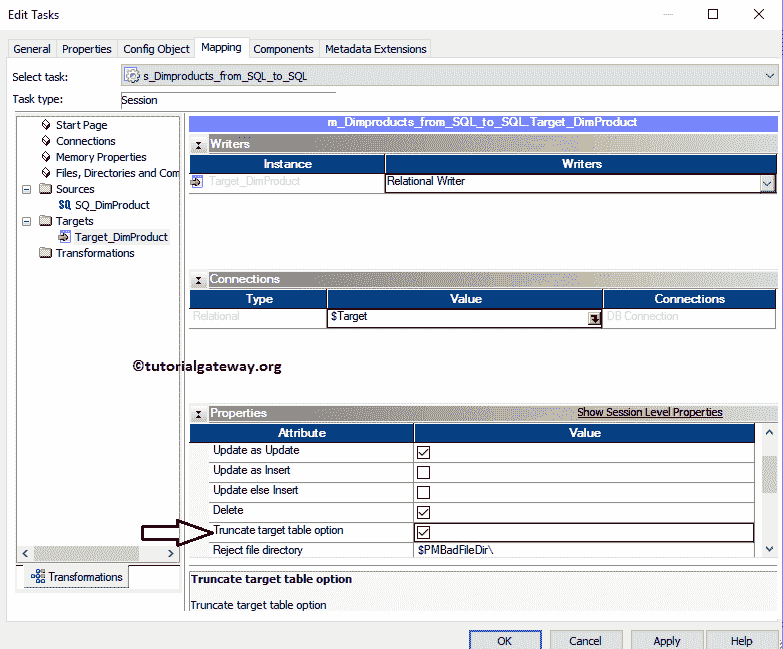 Edit Tasks
General Properties Config Object Mapping Components Metadata Extensions
Select task: s_Dimproducts_from_SQL_to_SQL
Task type: Session
Start Page
Connections
Memory Properties
Files, Directories and Com
Sources
SQ_DimProduct
Targets
Target_DimProduct
Transformations
Transformations
m_Dimproducts_from_SQL_to_SQL.Target_DimProduct
Writers
Instance Writers
Target_DimProduct Relational Writer
Connections
Type Value Connections
Relational $Target DB Connection
©tutorialgateway.org
Properties Show Session Level Properties
Attribute Value
Update as Update
Update as Insert
Update else Insert
Delete
Truncate target table option
Reject file directory $PMBadFileDir\
Truncate target table option
Truncate target table option
OK Cancel Apply Help